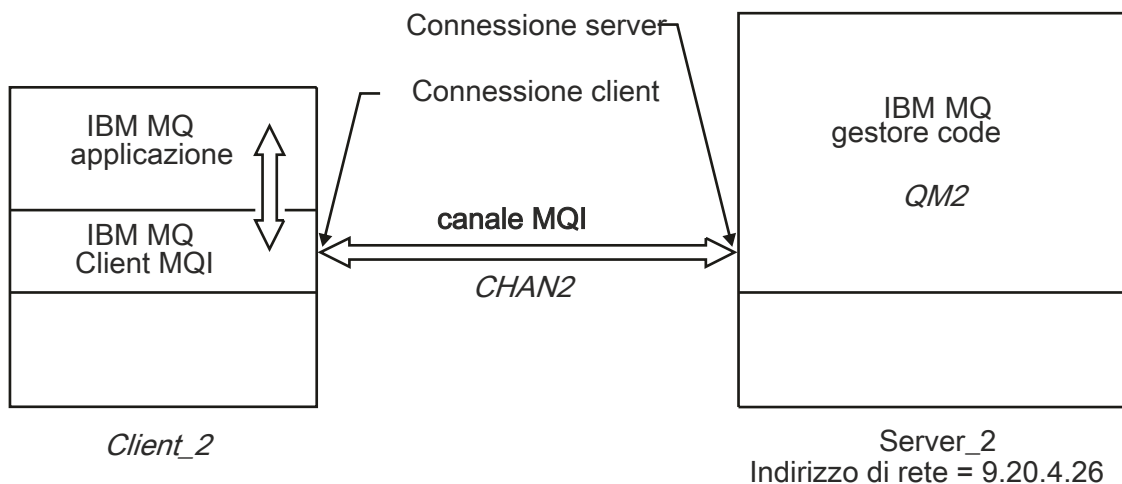 Connessione server
Connessione client
IBM MQ
applicazione
IBM MQ
Client MQI
canale MQI
CHAN2
IBM MQ
gestore code
QM2
Client_2
Server_2
Indirizzo di rete = 9.20.4.26